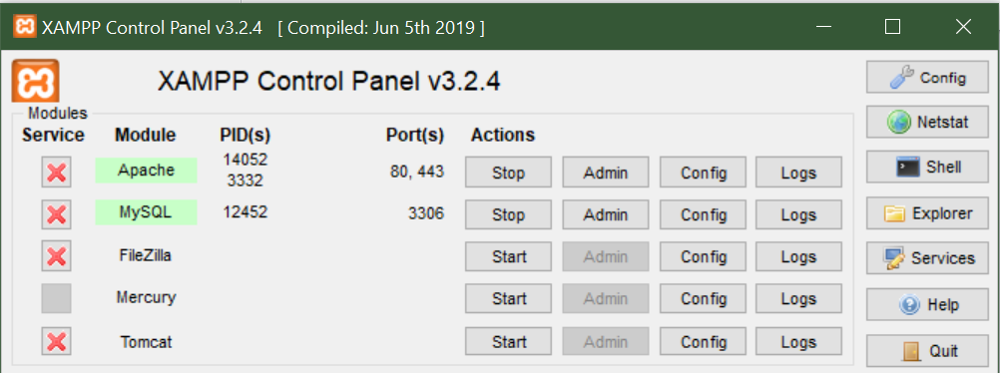 XAMPP Control Panel v3.2.4 [ Compiled: Jun 5th 2019 ]
XAMPP Control Panel v3.2.4
Config
Modules
Netstat
Service Module PID(s) Port(s) Actions
Apache 14052 3332 80, 443 Stop Admin Config Logs
Shell
MySQL 12452 3306 Stop Admin Config Logs
Explorer
FileZilla Start Admin Config Logs
Services
Mercury Start Admin Config Logs
Help
Tomcat Start Admin Config Logs
Quit